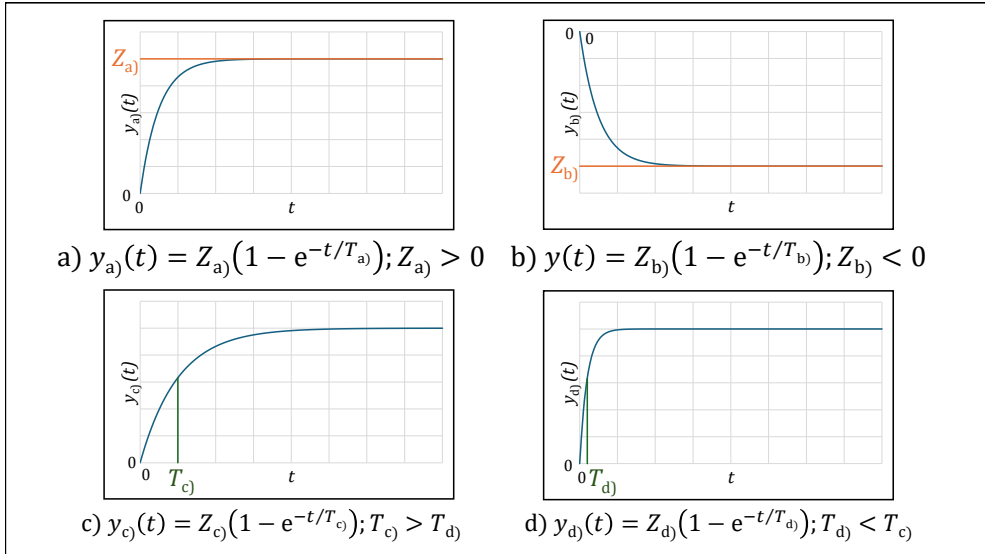 Z_a)
y_a)(t)
0
0
t
a) y_a)(t) = Z_a)(1 − e^{−t/T_a)}); Z_a) > 0
0
0
y_b)(t)
Z_b)
t
b) y(t) = Z_b)(1 − e^{−t/T_b)}); Z_b) < 0
y_c)(t)
0
0
T_c)
t
c) y_c)(t) = Z_c)(1 − e^{−t/T_c)}); T_c) > T_d)
y_d)(t)
0
0
T_d)
t
d) y_d)(t) = Z_d)(1 − e^{−t/T_d)}); T_d) < T_c)